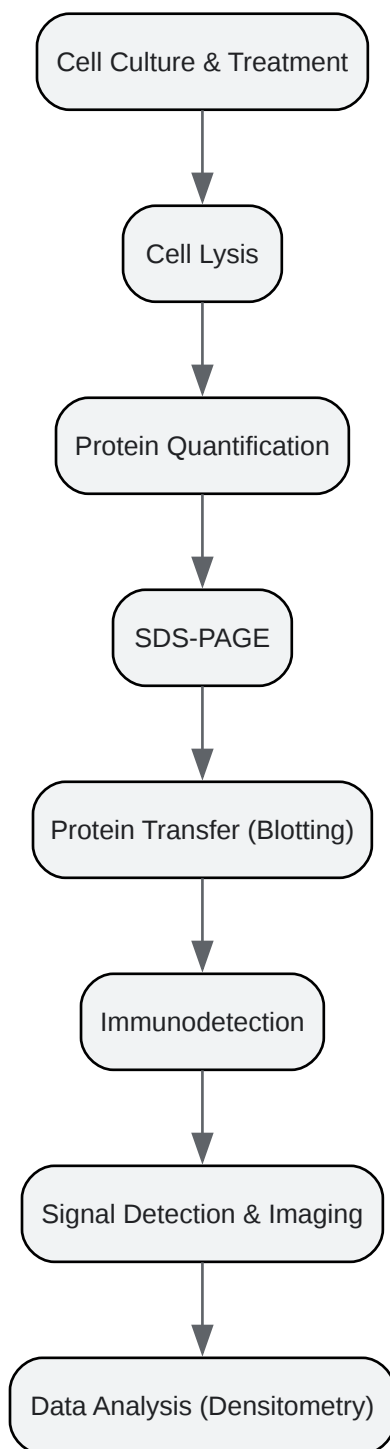 Cell Culture & Treatment
Cell Lysis
Protein Quantification
SDS-PAGE
Protein Transfer (Blotting)
Immunodetection
Signal Detection & Imaging
Data Analysis (Densitometry)